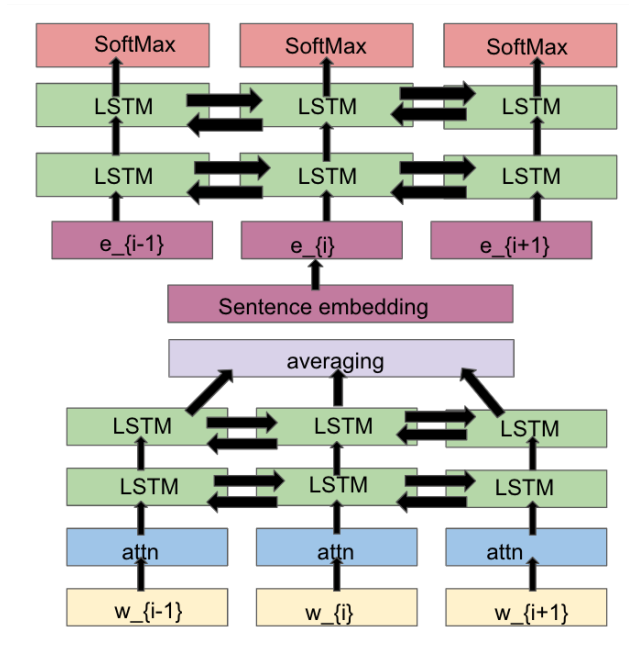 SoftMax SoftMax SoftMax
LSTM LSTM LSTM
LSTM LSTM LSTM
e_{i-1} e_{i} e_{i+1}
Sentence embedding
averaging
LSTM LSTM LSTM
LSTM LSTM LSTM
attn attn attn
w_{i-1} w_{i} w_{i+1}